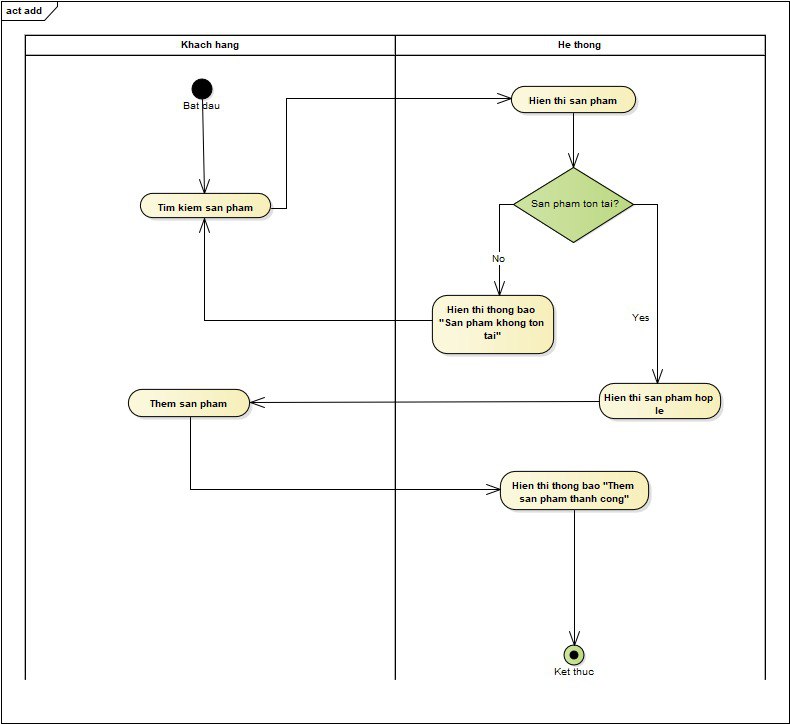 act add
Khach hang
He thong
Bat dau
Hien thi san pham
Tim kiem san pham
San pham ton tai?
No
Hien thi thong bao
"San pham khong ton
tai"
Yes
Them san pham
Hien thi san pham hop
le
Hien thi thong bao "Them
san pham thanh cong"
Ket thuc